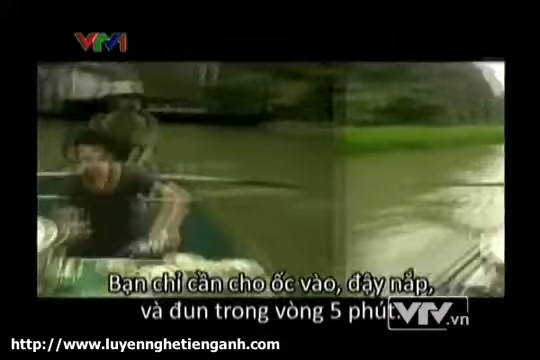 VTV1
Bạn chỉ cần cho ốc vào, đậy nắp,
và đun trong vòng 5 phút
VTV.vn
http://www.luyennghetienganh.com